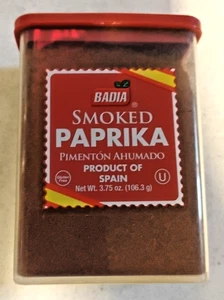 BADIA
SMOKED
PAPRIKA
PIMENTÓN AHUMADO
PRODUCT OF
SPAIN
Net Wt. 3.75 oz. (106.3 g)
U